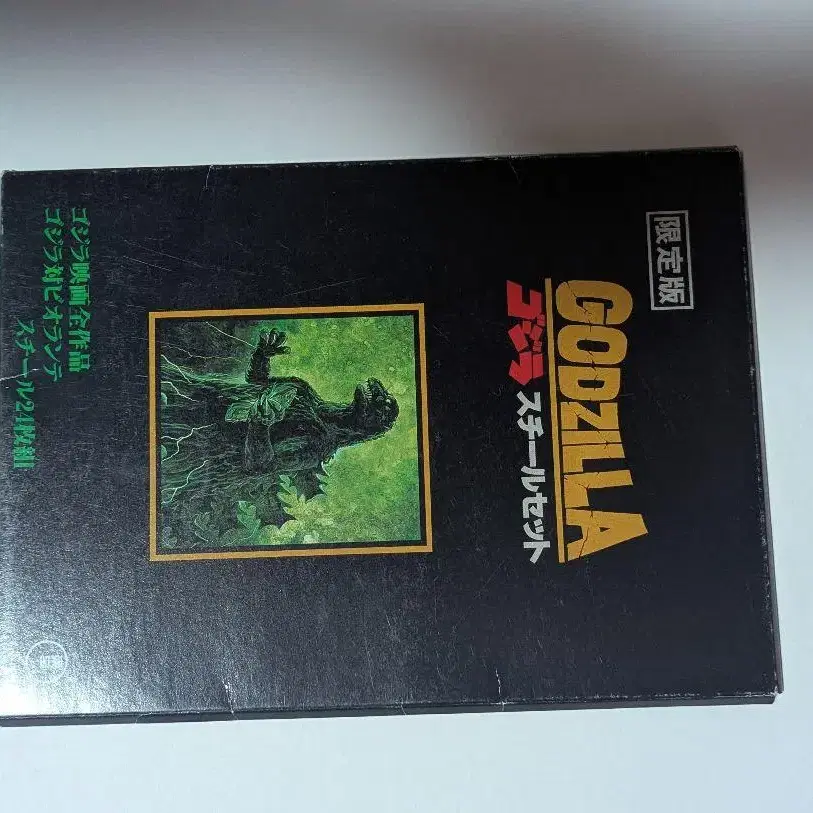 限定版
GODZILLA
ゴジラ スチールセット
ゴジラ映画全作品
ゴジラ対ビオランテ
スチール24枚組